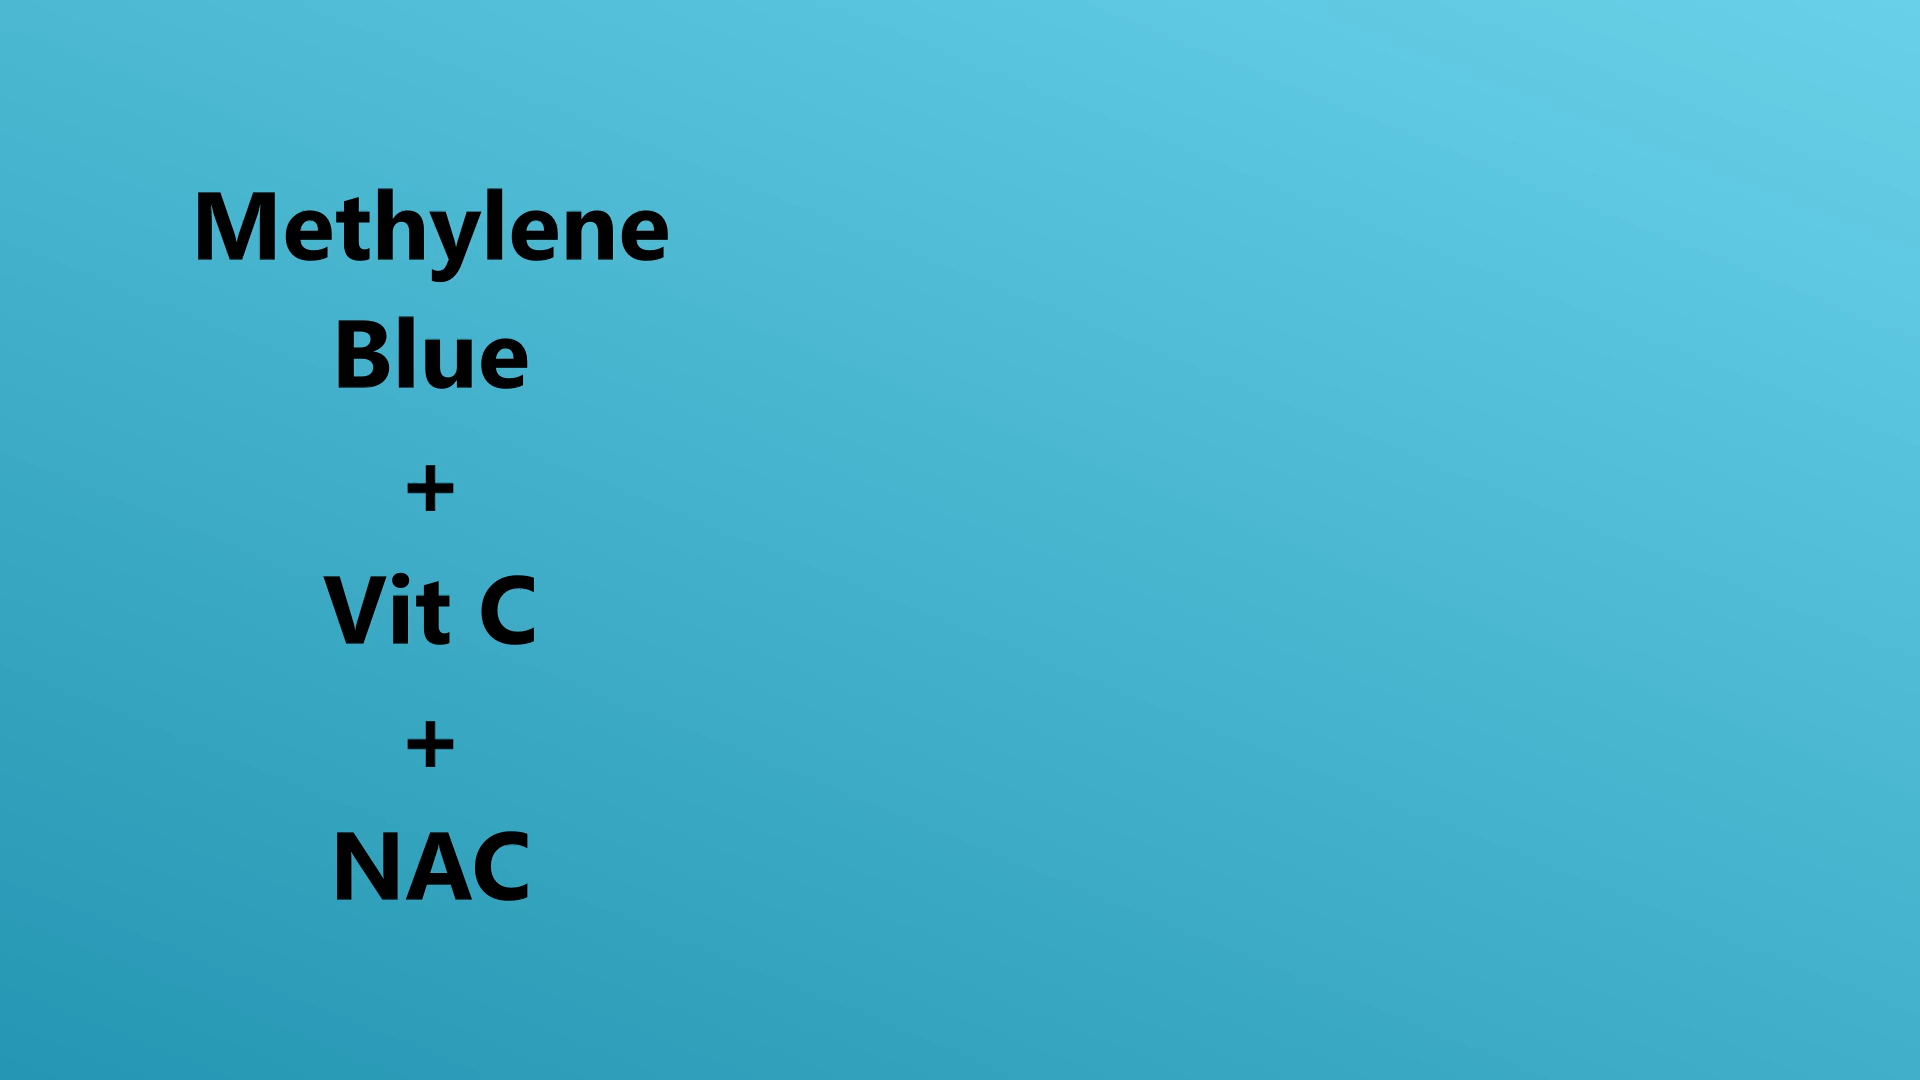 Methylene
Blue
+
Vit C
+
NAC